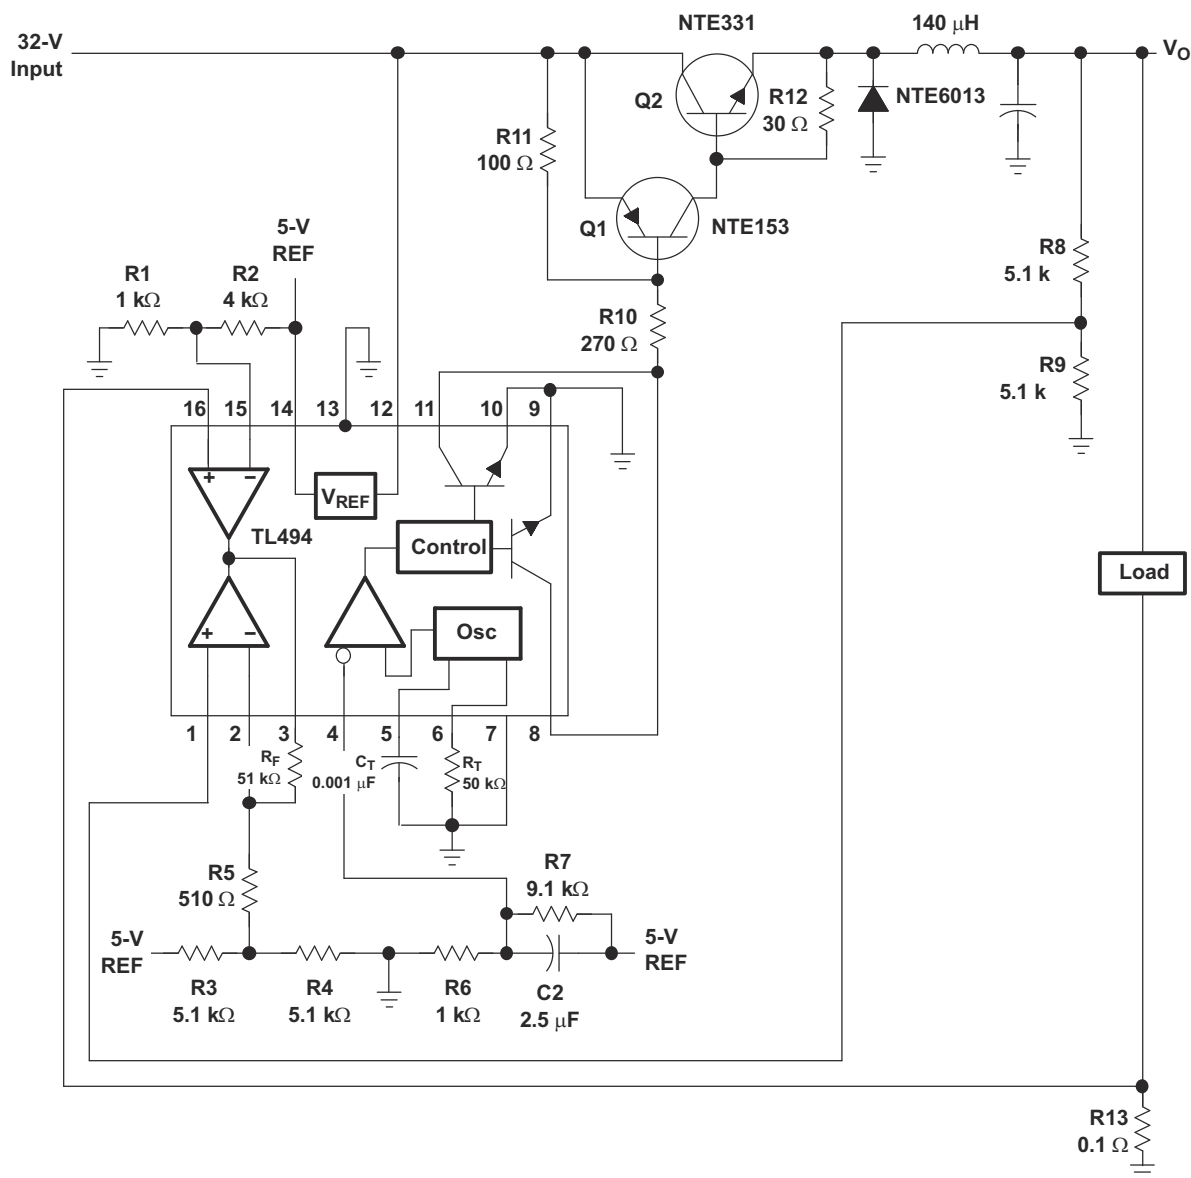 NTE331
140 μH
32-V
Input
VO
Q2
R12
30 Ω
NTE6013
R11
100 Ω
Q1
NTE153
5-V
REF
R1
1 kΩ
R2
4 kΩ
R8
5.1 k
R10
270 Ω
R9
5.1 k
16 15 14 13 12 11 10 9
+ −
VREF
TL494
Control
Load
+ −
Osc
1 2 3 4 5 6 7 8
RF
51 kΩ
CT
0.001 μF
RT
50 kΩ
R5
510 Ω
R7
9.1 kΩ
5-V
REF
5-V
REF
R3
5.1 kΩ
R4
5.1 kΩ
R6
1 kΩ
C2
2.5 μF
R13
0.1 Ω